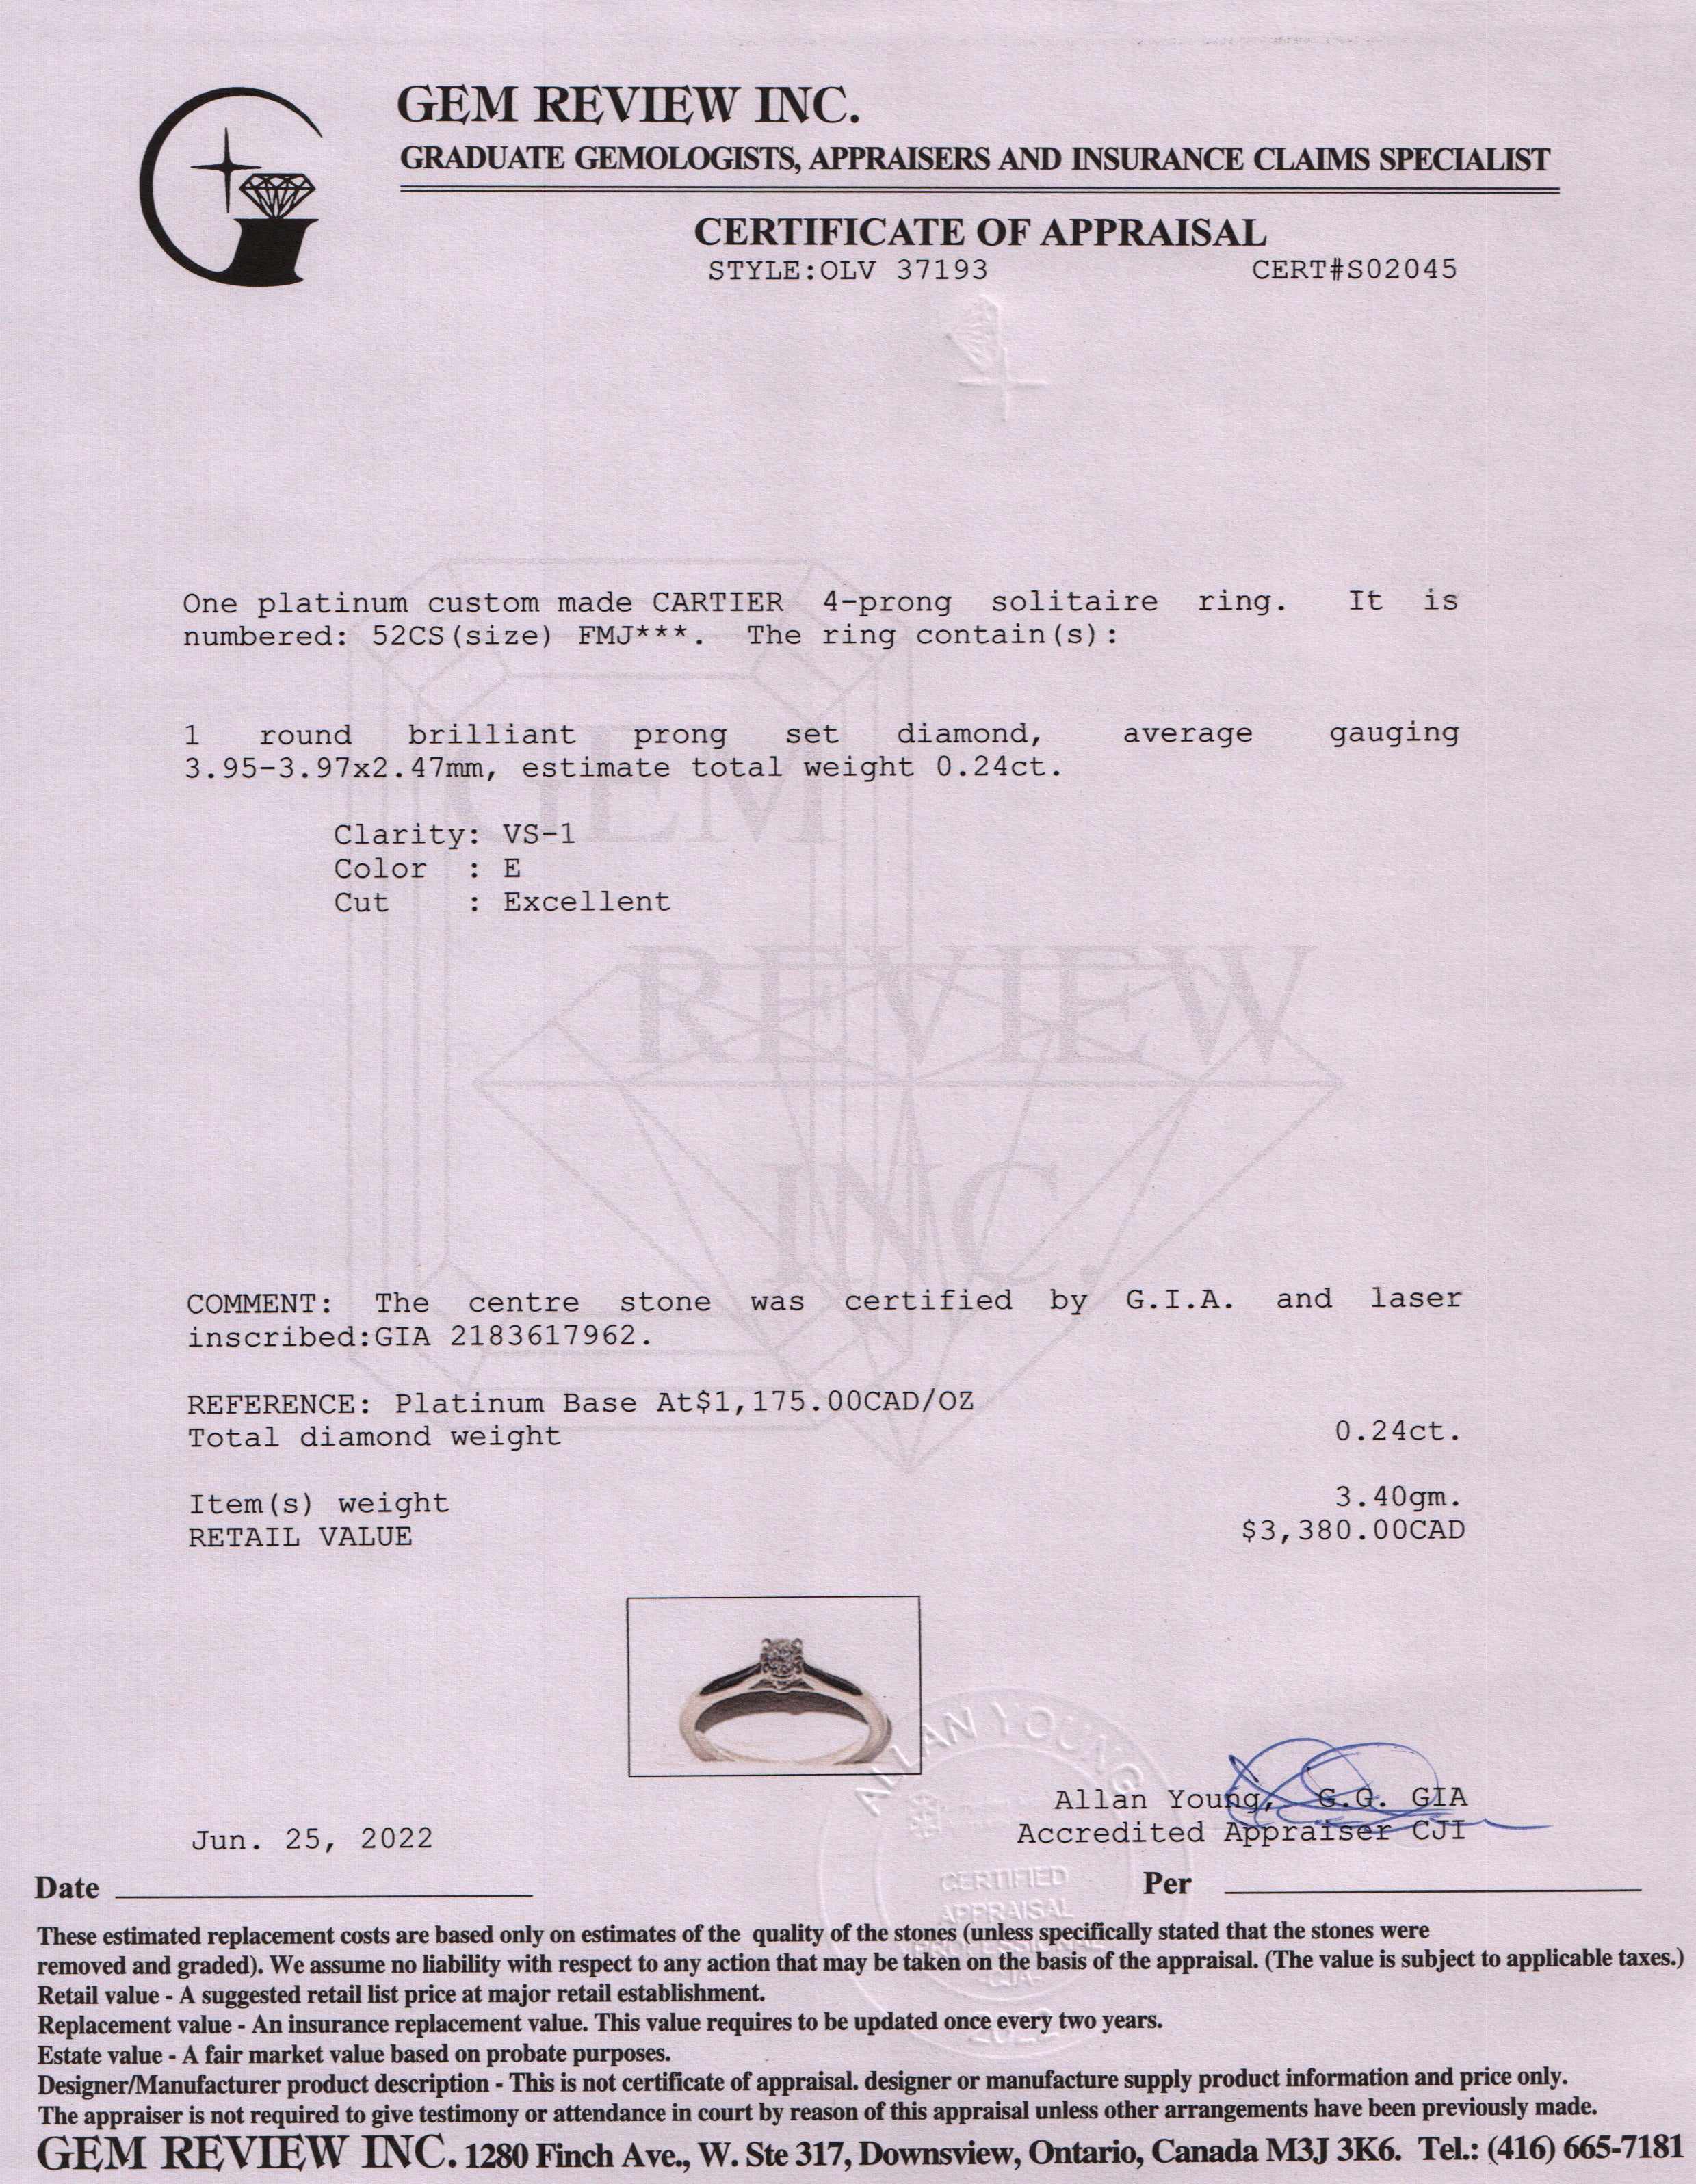 GEM REVIEW INC.
GRADUATE GEMOLOGISTS, APPRAISERS AND INSURANCE CLAIMS SPECIALIST
CERTIFICATE OF APPRAISAL
STYLE:OLV 37193 CERT#S02045
One platinum custom made CARTIER 4-prong solitaire ring. It is
numbered: 52CS(size) FMJ***. The ring contain(s):
1 round brilliant prong set diamond, average gauging
3.95-3.97x2.47mm, estimate total weight 0.24ct.
Clarity: VS-1
Color : E
Cut : Excellent
GEM
REVIEW
INC.
COMMENT: The centre stone was certified by G.I.A. and laser
inscribed:GIA 2183617962.
REFERENCE: Platinum Base At$1,175.00CAD/OZ
Total diamond weight 0.24ct.
Item(s) weight 3.40gm.
RETAIL VALUE $3,380.00CAD
ALLAN YOUNG
CERTIFIED
APPRAISAL
PROFESSIONAL
-CJA-
2022
Allan Young, G.G. GIA
Accredited Appraiser CJI
Jun. 25, 2022
Date Per
These estimated replacement costs are based only on estimates of the quality of the stones (unless specifically stated that the stones were
removed and graded). We assume no liability with respect to any action that may be taken on the basis of the appraisal. (The value is subject to applicable taxes.)
Retail value - A suggested retail list price at major retail establishment.
Replacement value - An insurance replacement value. This value requires to be updated once every two years.
Estate value - A fair market value based on probate purposes.
Designer/Manufacturer product description - This is not certificate of appraisal. designer or manufacture supply product information and price only.
The appraiser is not required to give testimony or attendance in court by reason of this appraisal unless other arrangements have been previously made.
GEM REVIEW INC. 1280 Finch Ave., W. Ste 317, Downsview, Ontario, Canada M3J 3K6. Tel.: (416) 665-7181